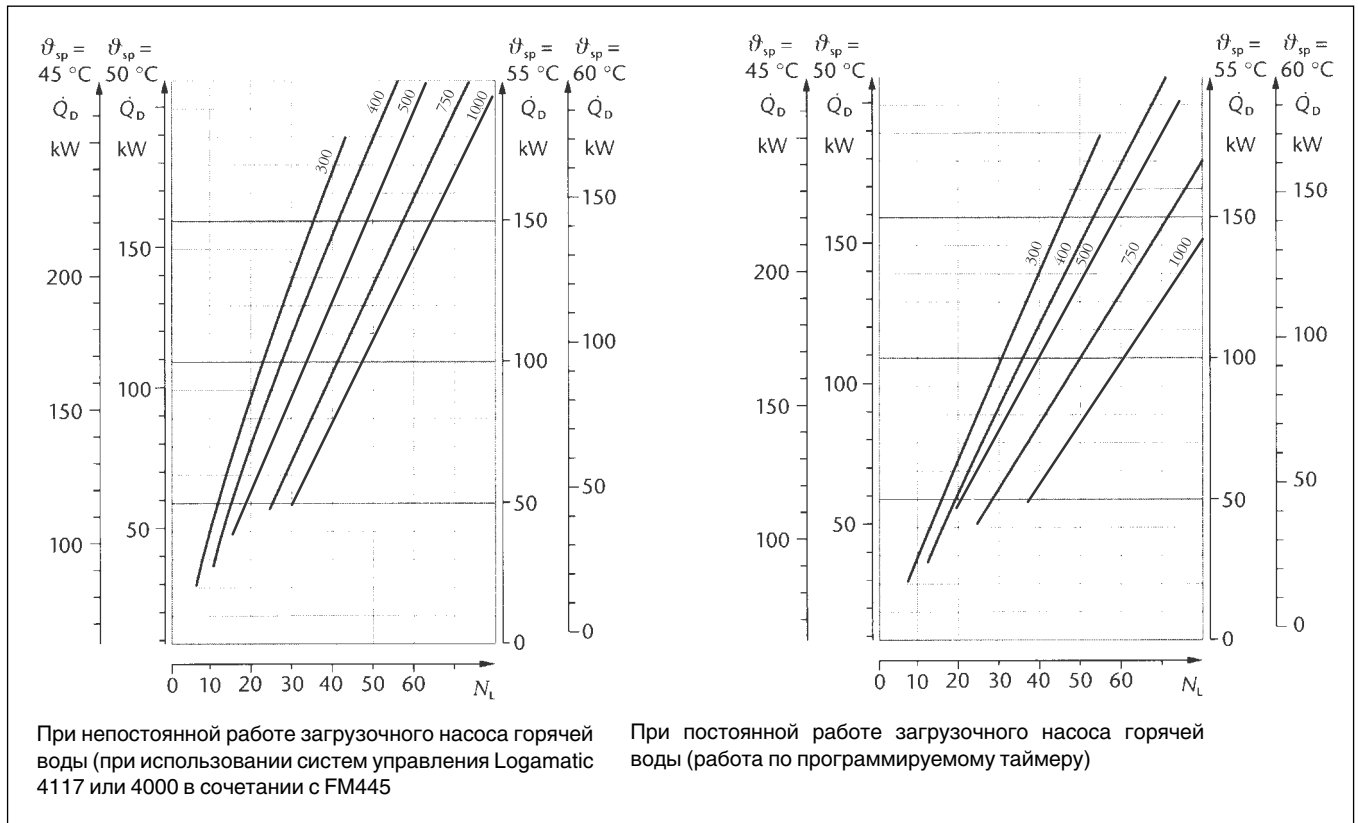 ϑsp = ϑsp = ϑsp = ϑsp =
45 °C 50 °C 55 °C 60 °C
Q̇D Q̇D Q̇D Q̇D
kW kW kW kW
300
400
500
750
1000
150
150
150
200
100
100
100
150
50
50
50
100
0
0
0 10 20 30 40 50 60 NL
При непостоянной работе загрузочного насоса горячей
воды (при использовании систем управления Logamatic
4117 или 4000 в сочетании с FM445
ϑsp = ϑsp = ϑsp = ϑsp =
45 °C 50 °C 55 °C 60 °C
Q̇D Q̇D Q̇D Q̇D
kW kW kW kW
300
400
500
750
1000
150
150
150
200
100
100
100
150
50
50
50
100
0
0
0 10 20 30 40 50 60 NL
При постоянной работе загрузочного насоса горячей
воды (работа по программируемому таймеру)